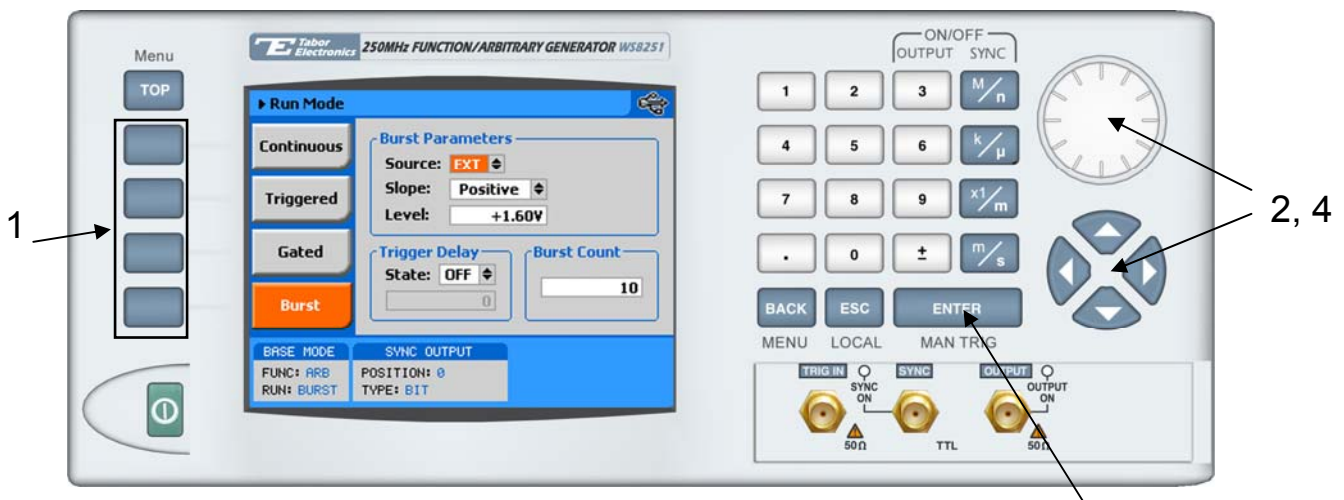 Menu
TOP
1
Tabor Electronics 250MHz FUNCTION/ARBITRARY GENERATOR WS8251
Run Mode
Continuous
Triggered
Gated
Burst
Burst Parameters
Source: EXT
Slope: Positive
Level: +1.60V
Trigger Delay
State: OFF
0
Burst Count
10
BASE MODE
FUNC: ARB
RUN: BURST
SYNC OUTPUT
POSITION: 0
TYPE: BIT
ON/OFF
OUTPUT SYNC
1 2 3 M/n
4 5 6 k/µ
7 8 9 x1/m
. 0 ± m/s
BACK ESC ENTER
MENU LOCAL MAN TRIG
2, 4
TRIG IN
SYNC ON
SYNC
OUTPUT
OUTPUT ON
50Ω
TTL
50Ω